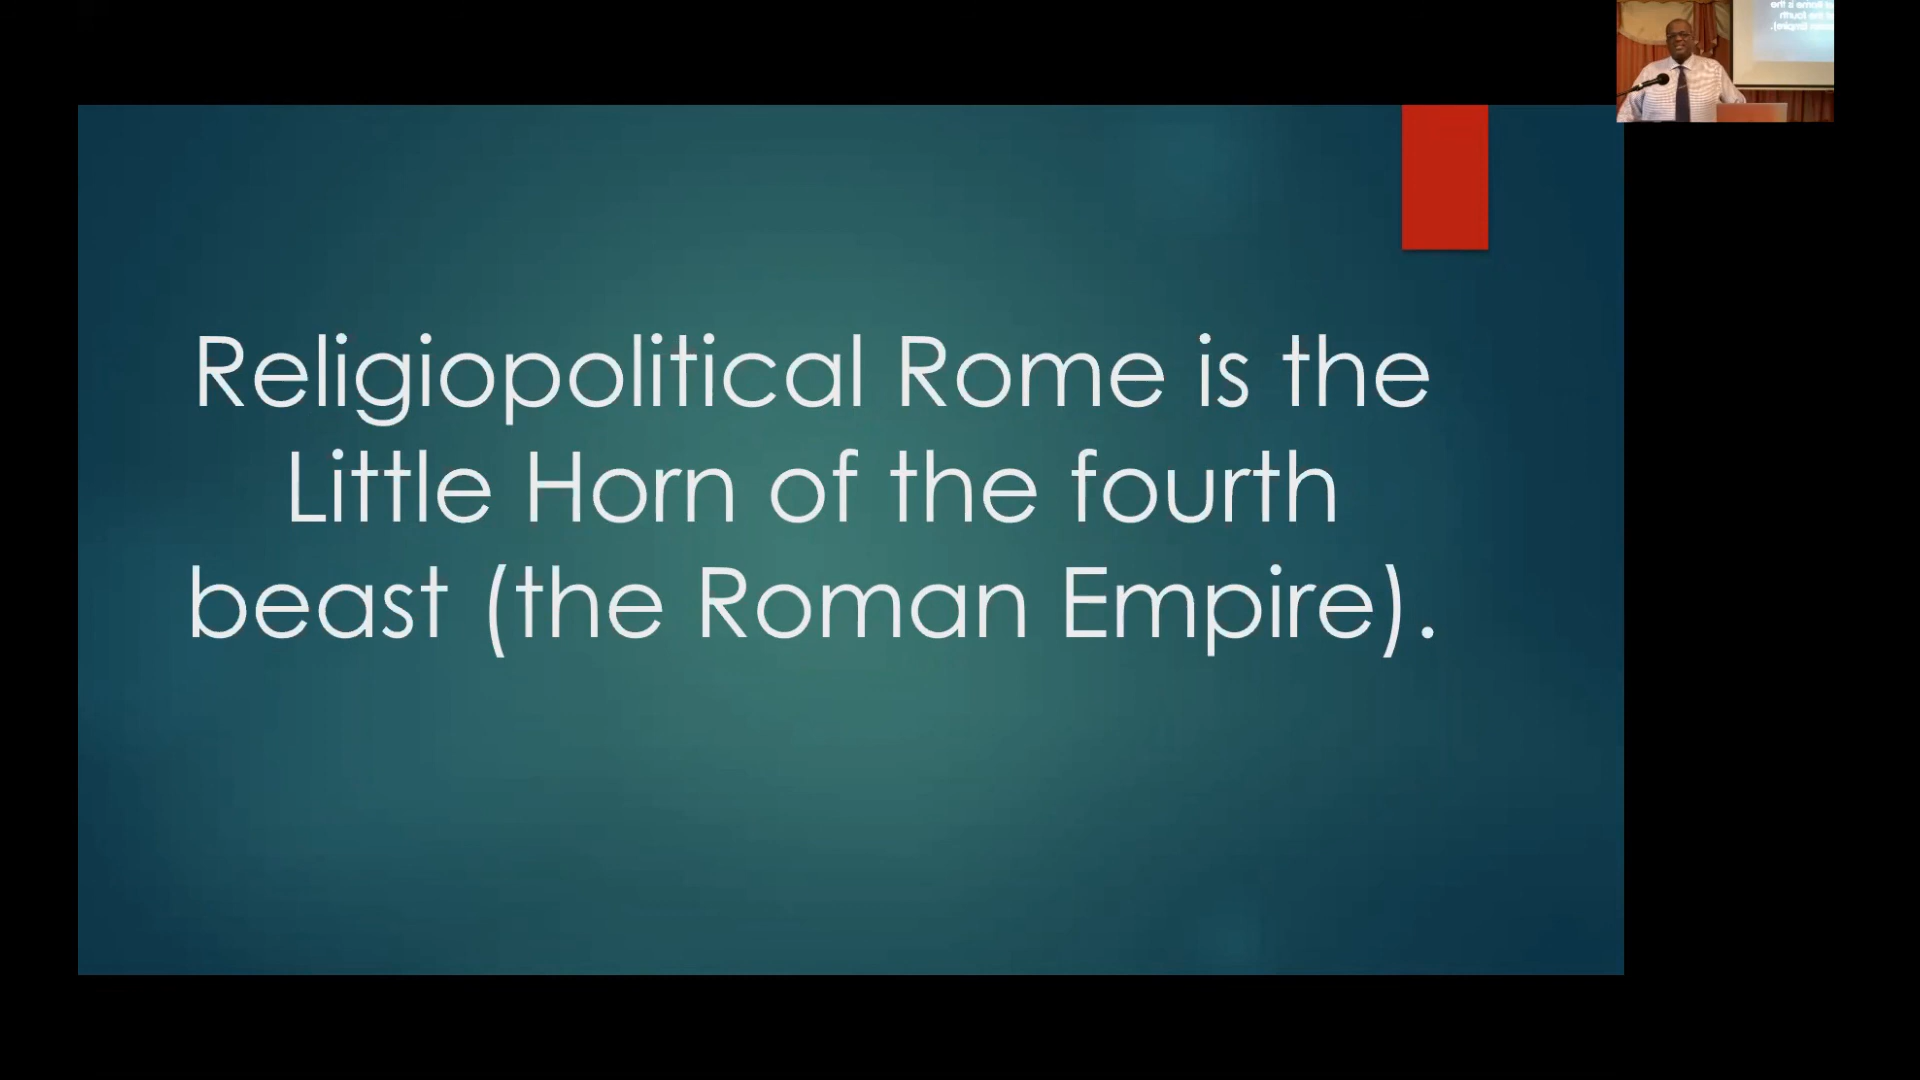 Religiopolitical Rome is the
Little Horn of the fourth
beast (the Roman Empire).